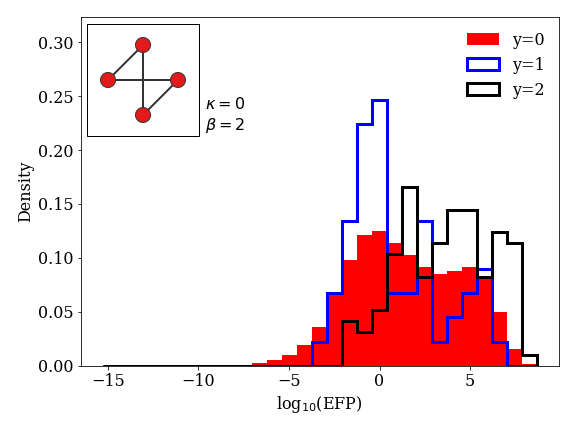 y=0
y=1
y=2
κ = 0
β = 2
Density
0.30
0.25
0.20
0.15
0.10
0.05
0.00
−15
−10
−5
0
5
log₁₀(EFP)